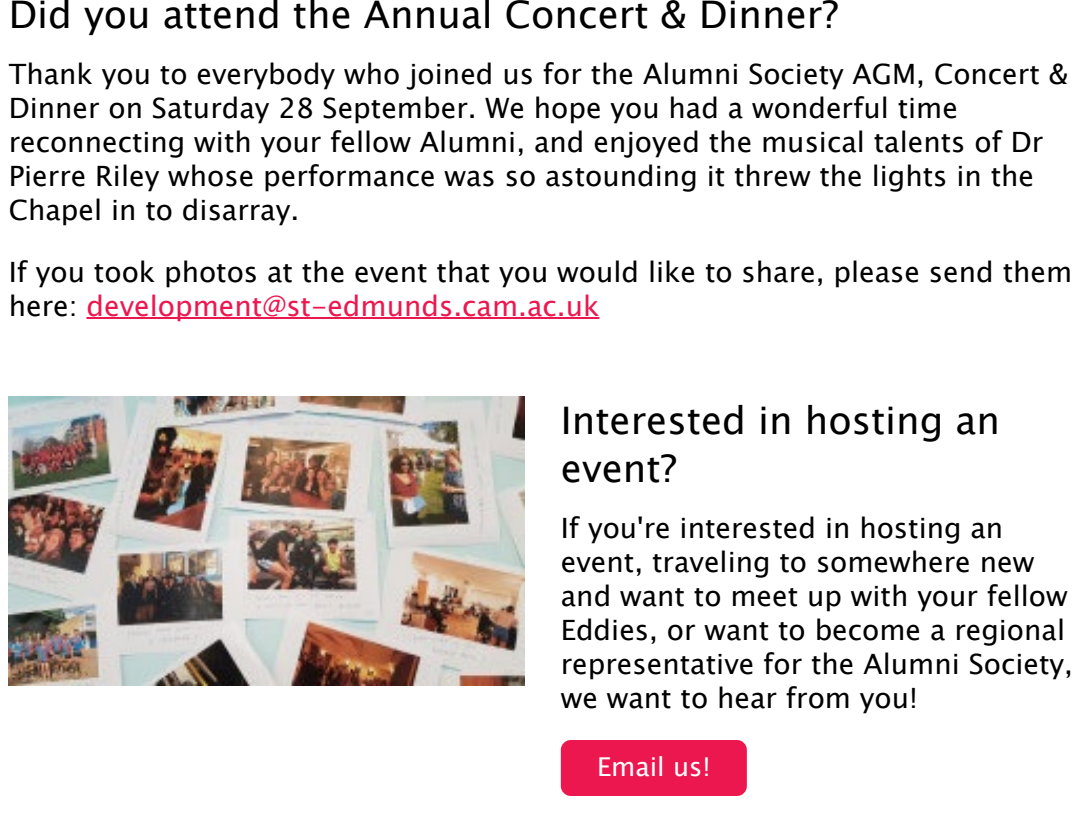 Did you attend the Annual Concert & Dinner?
Thank you to everybody who joined us for the Alumni Society AGM, Concert &
Dinner on Saturday 28 September. We hope you had a wonderful time
reconnecting with your fellow Alumni, and enjoyed the musical talents of Dr
Pierre Riley whose performance was so astounding it threw the lights in the
Chapel in to disarray.
If you took photos at the event that you would like to share, please send them
here: development@st-edmunds.cam.ac.uk
Interested in hosting an
event?
If you're interested in hosting an
event, traveling to somewhere new
and want to meet up with your fellow
Eddies, or want to become a regional
representative for the Alumni Society,
we want to hear from you!
Email us!